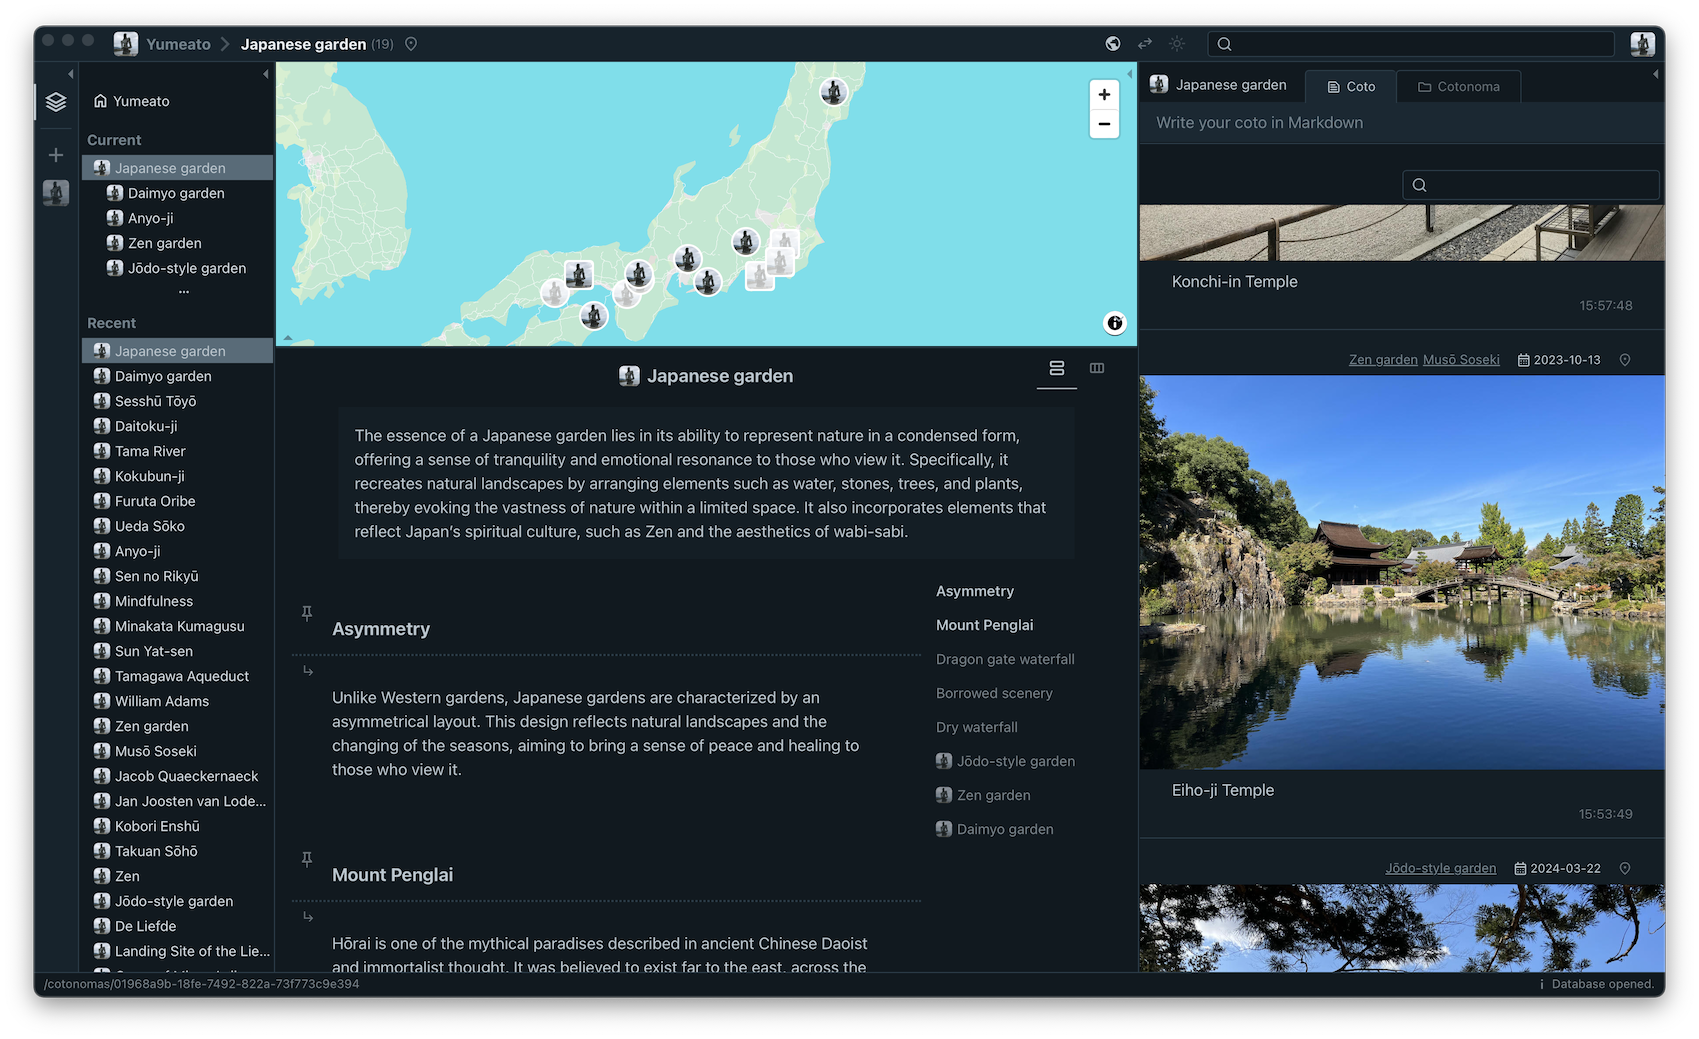 Yumeato
Japanese garden (19)
Yumeato
Current
Japanese garden
Daimyo garden
Anyo-ji
Zen garden
Jōdo-style garden
...
Recent
Japanese garden
Daimyo garden
Sesshū Tōyō
Daitoku-ji
Tama River
Kokubun-ji
Furuta Oribe
Ueda Sōko
Anyo-ji
Sen no Rikyū
Mindfulness
Minakata Kumagusu
Sun Yat-sen
Tamagawa Aqueduct
William Adams
Zen garden
Musō Soseki
Jacob Quaeckernaeck
Jan Joosten van Lode...
Kobori Enshū
Takuan Sōhō
Zen
Jōdo-style garden
De Liefde
Landing Site of the Lie...
+
−
Japanese garden
The essence of a Japanese garden lies in its ability to represent nature in a condensed form,
offering a sense of tranquility and emotional resonance to those who view it. Specifically, it
recreates natural landscapes by arranging elements such as water, stones, trees, and plants,
thereby evoking the vastness of nature within a limited space. It also incorporates elements that
reflect Japan’s spiritual culture, such as Zen and the aesthetics of wabi-sabi.
Asymmetry
Unlike Western gardens, Japanese gardens are characterized by an
asymmetrical layout. This design reflects natural landscapes and the
changing of the seasons, aiming to bring a sense of peace and healing to
those who view it.
Mount Penglai
Hōrai is one of the mythical paradises described in ancient Chinese Daoist
and immortalist thought. It was believed to exist far to the east, across the
Asymmetry
Mount Penglai
Dragon gate waterfall
Borrowed scenery
Dry waterfall
Jōdo-style garden
Zen garden
Daimyo garden
Japanese garden
Coto
Cotonoma
Write your coto in Markdown
Konchi-in Temple
15:57:48
Zen garden Musō Soseki 2023-10-13
Eiho-ji Temple
15:53:49
Jōdo-style garden 2024-03-22
/cotonomas/01968a9b-18fe-7492-822a-73f773c9e394
Database opened.